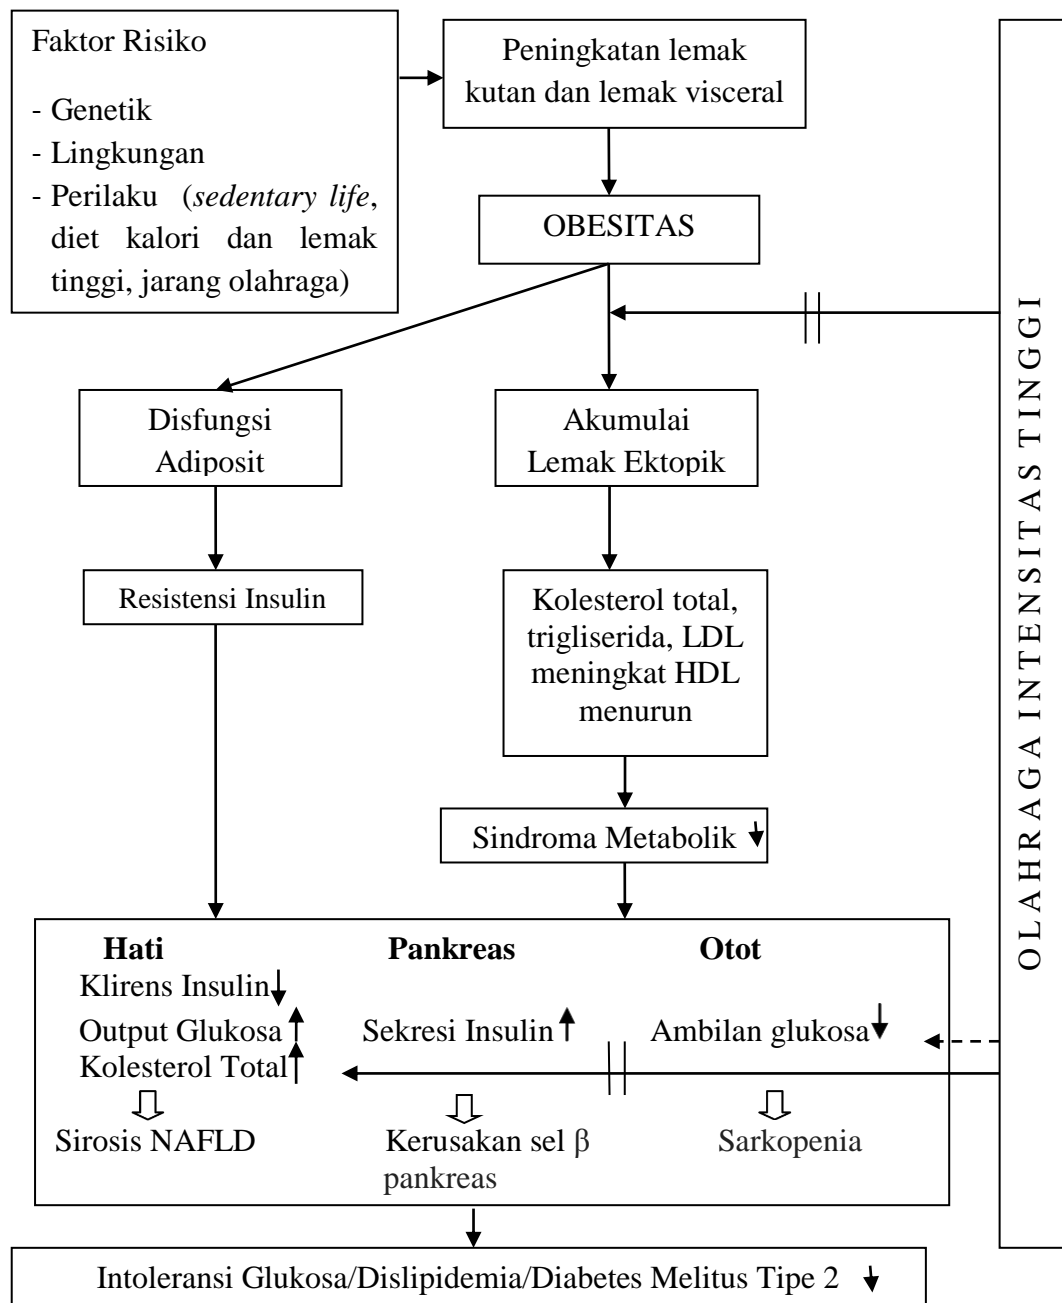 Faktor Risiko
- Genetik
- Lingkungan
- Perilaku (sedentary life,
diet kalori dan lemak
tinggi, jarang olahraga)
Peningkatan lemak
kutan dan lemak visceral
OBESITAS
Disfungsi
Adiposit
Akumulai
Lemak Ektopik
Resistensi Insulin
Kolesterol total,
trigliserida, LDL
meningkat HDL
menurun
Sindroma Metabolik
Hati Pankreas Otot
Klirens Insulin
Output Glukosa Sekresi Insulin Ambilan glukosa
Kolesterol Total
Sirosis NAFLD Kerusakan sel β Sarkopenia
pankreas
Intoleransi Glukosa/Dislipidemia/Diabetes Melitus Tipe 2
OLAHRAGA INTENSITAS TINGGI